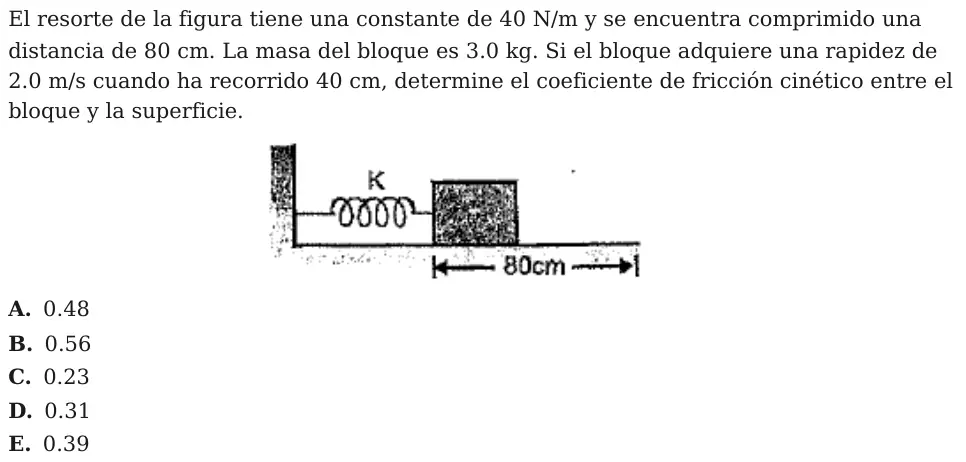 El resorte de la figura tiene una constante de 40 N/m y se encuentra comprimido una
distancia de 80 cm. La masa del bloque es 3.0 kg. Si el bloque adquiere una rapidez de
2.0 m/s cuando ha recorrido 40 cm, determine el coeficiente de fricción cinético entre el
bloque y la superficie.
K
80cm
A. 0.48
B. 0.56
C. 0.23
D. 0.31
E. 0.39